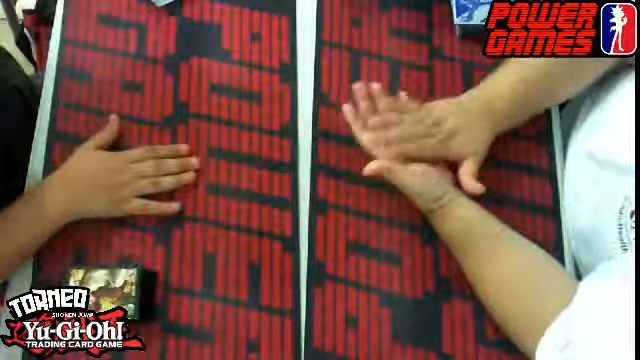 POWER
GAMES
TORNEO
SHONEN JUMP
Yu-Gi-Oh!
TRADING CARD GAME